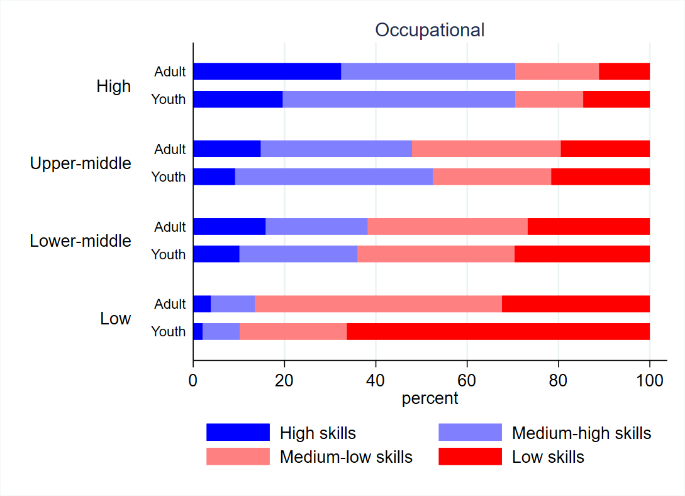 Occupational
High
Adult
Youth
Upper-middle
Adult
Youth
Lower-middle
Adult
Youth
Low
Adult
Youth
0 20 40 60 80 100
percent
High skills Medium-high skills
Medium-low skills Low skills